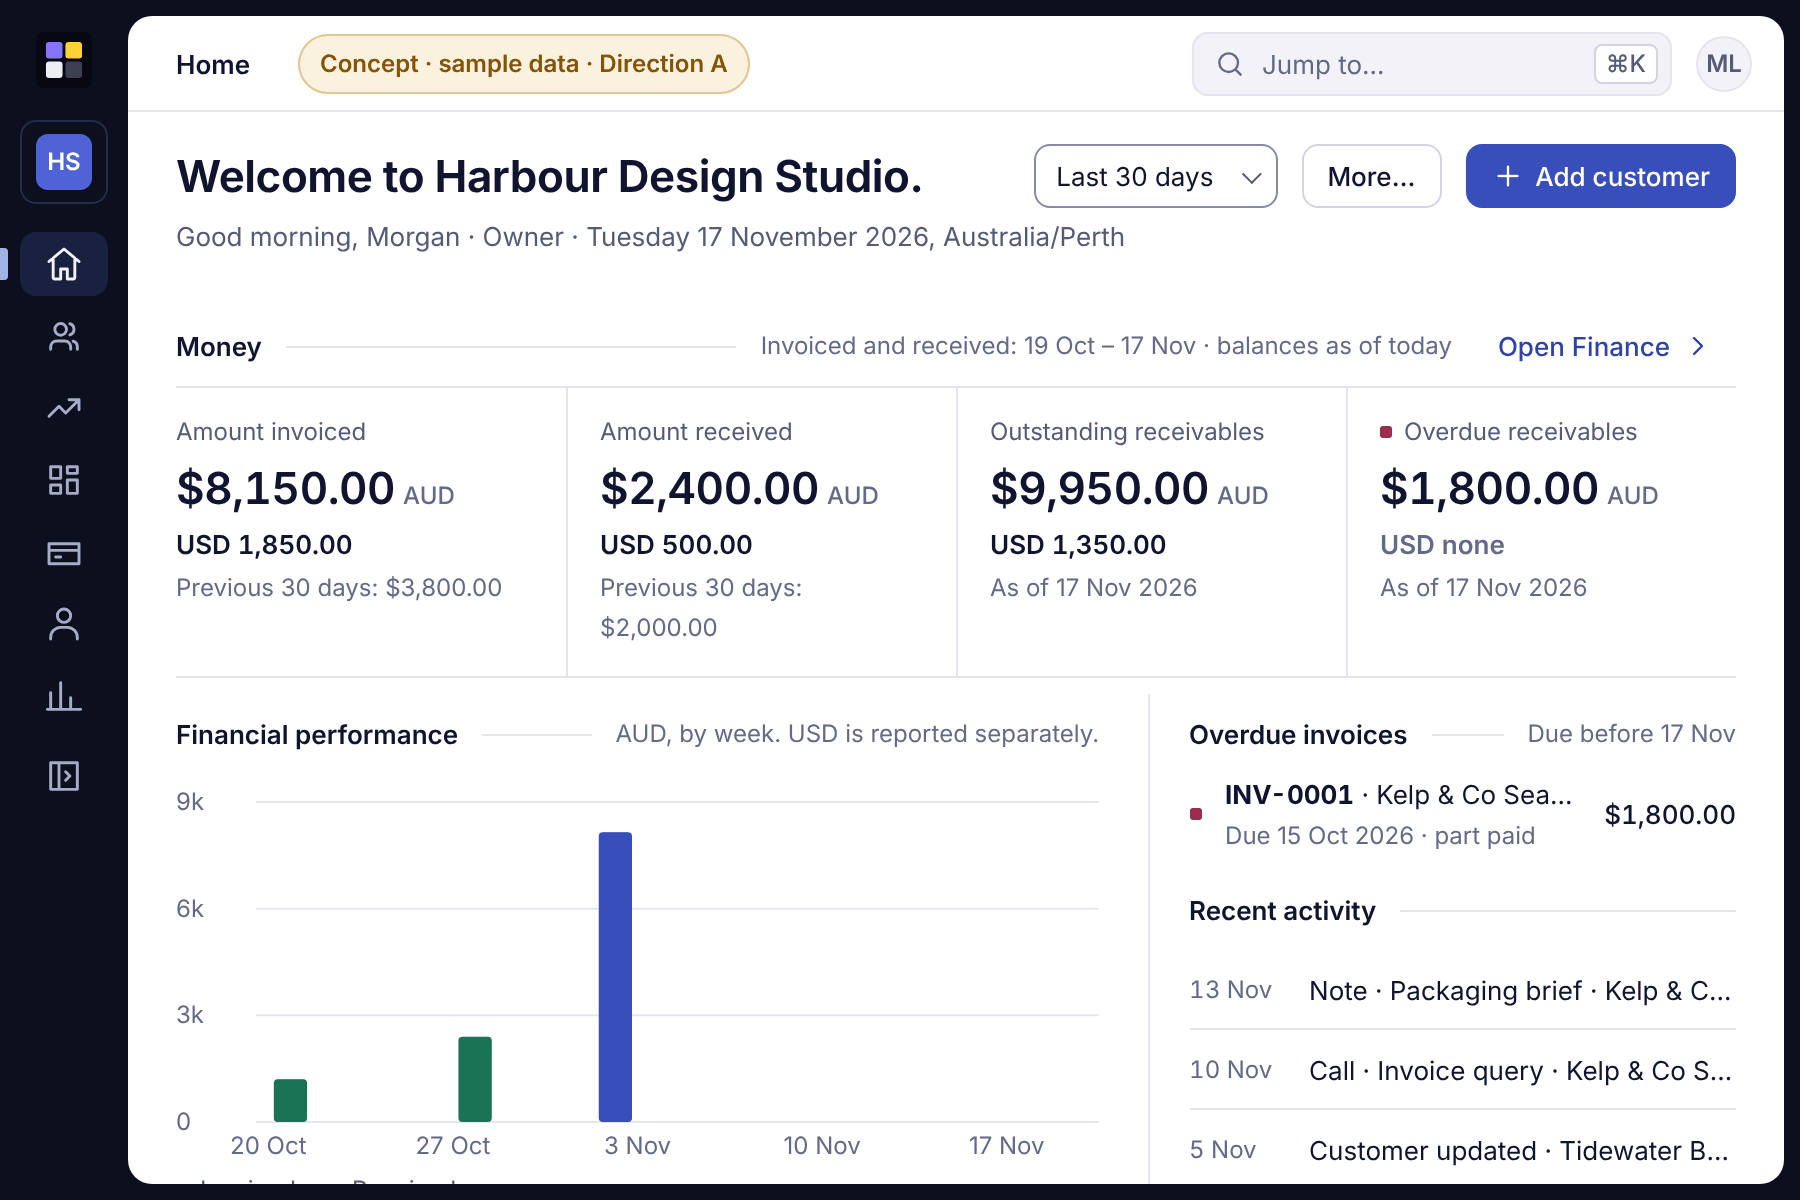 Home
Concept · sample data · Direction A
Jump to...
⌘K
ML
HS
Welcome to Harbour Design Studio.
Last 30 days
More...
Add customer
Good morning, Morgan · Owner · Tuesday 17 November 2026, Australia/Perth
Money
Invoiced and received: 19 Oct – 17 Nov · balances as of today
Open Finance
Amount invoiced
$8,150.00 AUD
USD 1,850.00
Previous 30 days: $3,800.00
Amount received
$2,400.00 AUD
USD 500.00
Previous 30 days:
$2,000.00
Outstanding receivables
$9,950.00 AUD
USD 1,350.00
As of 17 Nov 2026
Overdue receivables
$1,800.00 AUD
USD none
As of 17 Nov 2026
Financial performance
AUD, by week. USD is reported separately.
9k
6k
3k
0
20 Oct
27 Oct
3 Nov
10 Nov
17 Nov
Overdue invoices
Due before 17 Nov
INV-0001 · Kelp & Co Sea...
Due 15 Oct 2026 · part paid
$1,800.00
Recent activity
13 Nov
Note · Packaging brief · Kelp & C...
10 Nov
Call · Invoice query · Kelp & Co S...
5 Nov
Customer updated · Tidewater B...